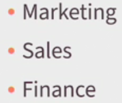 • Marketing
• Sales
• Finance